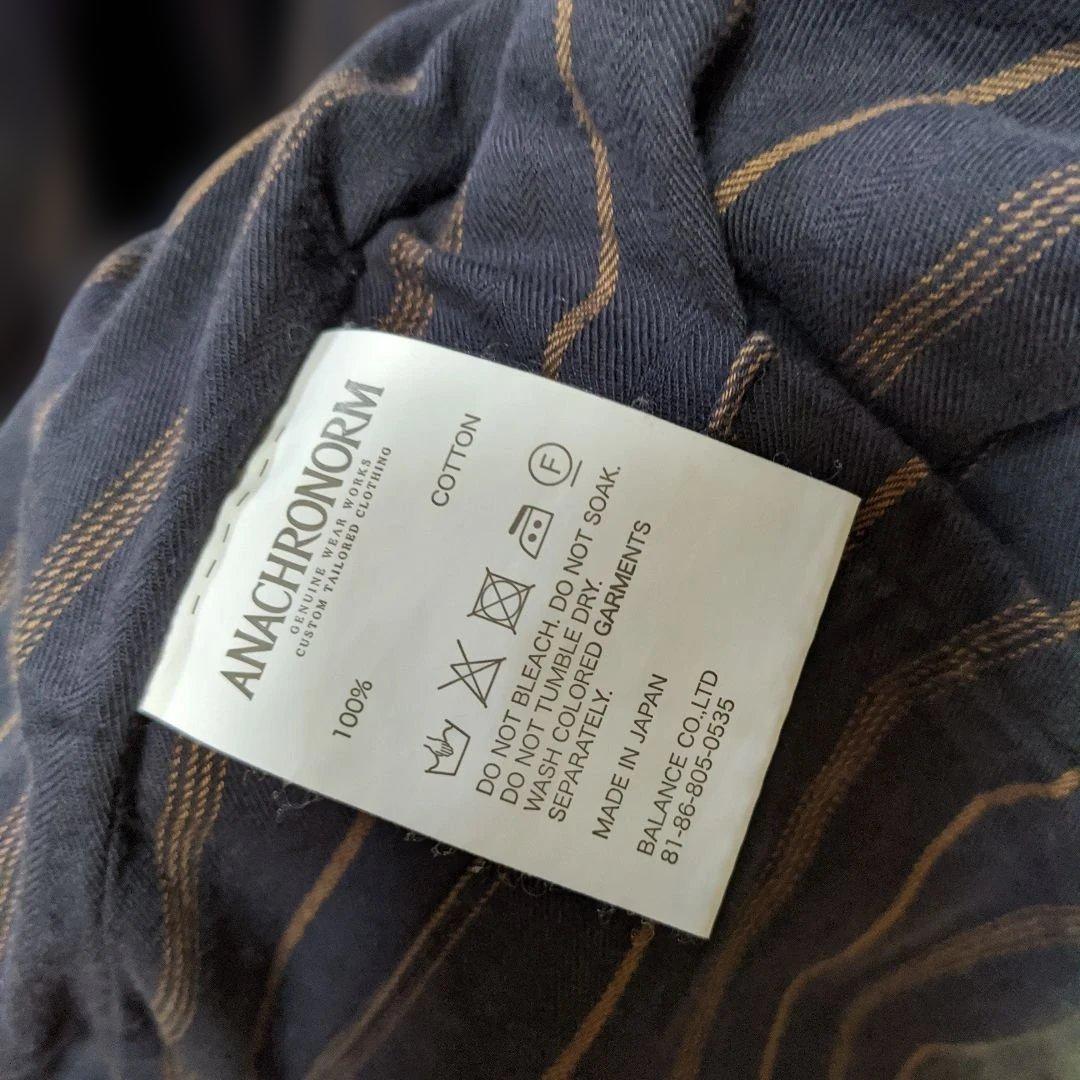 ANACHRONORM
GENUINE WEAR WORKS
CUSTOM TAILORED CLOTHING
100% COTTON
F
DO NOT BLEACH. DO NOT SOAK.
DO NOT TUMBLE DRY.
WASH COLORED GARMENTS
SEPARATELY.
MADE IN JAPAN
BALANCE CO.,LTD
81-86-805-0535